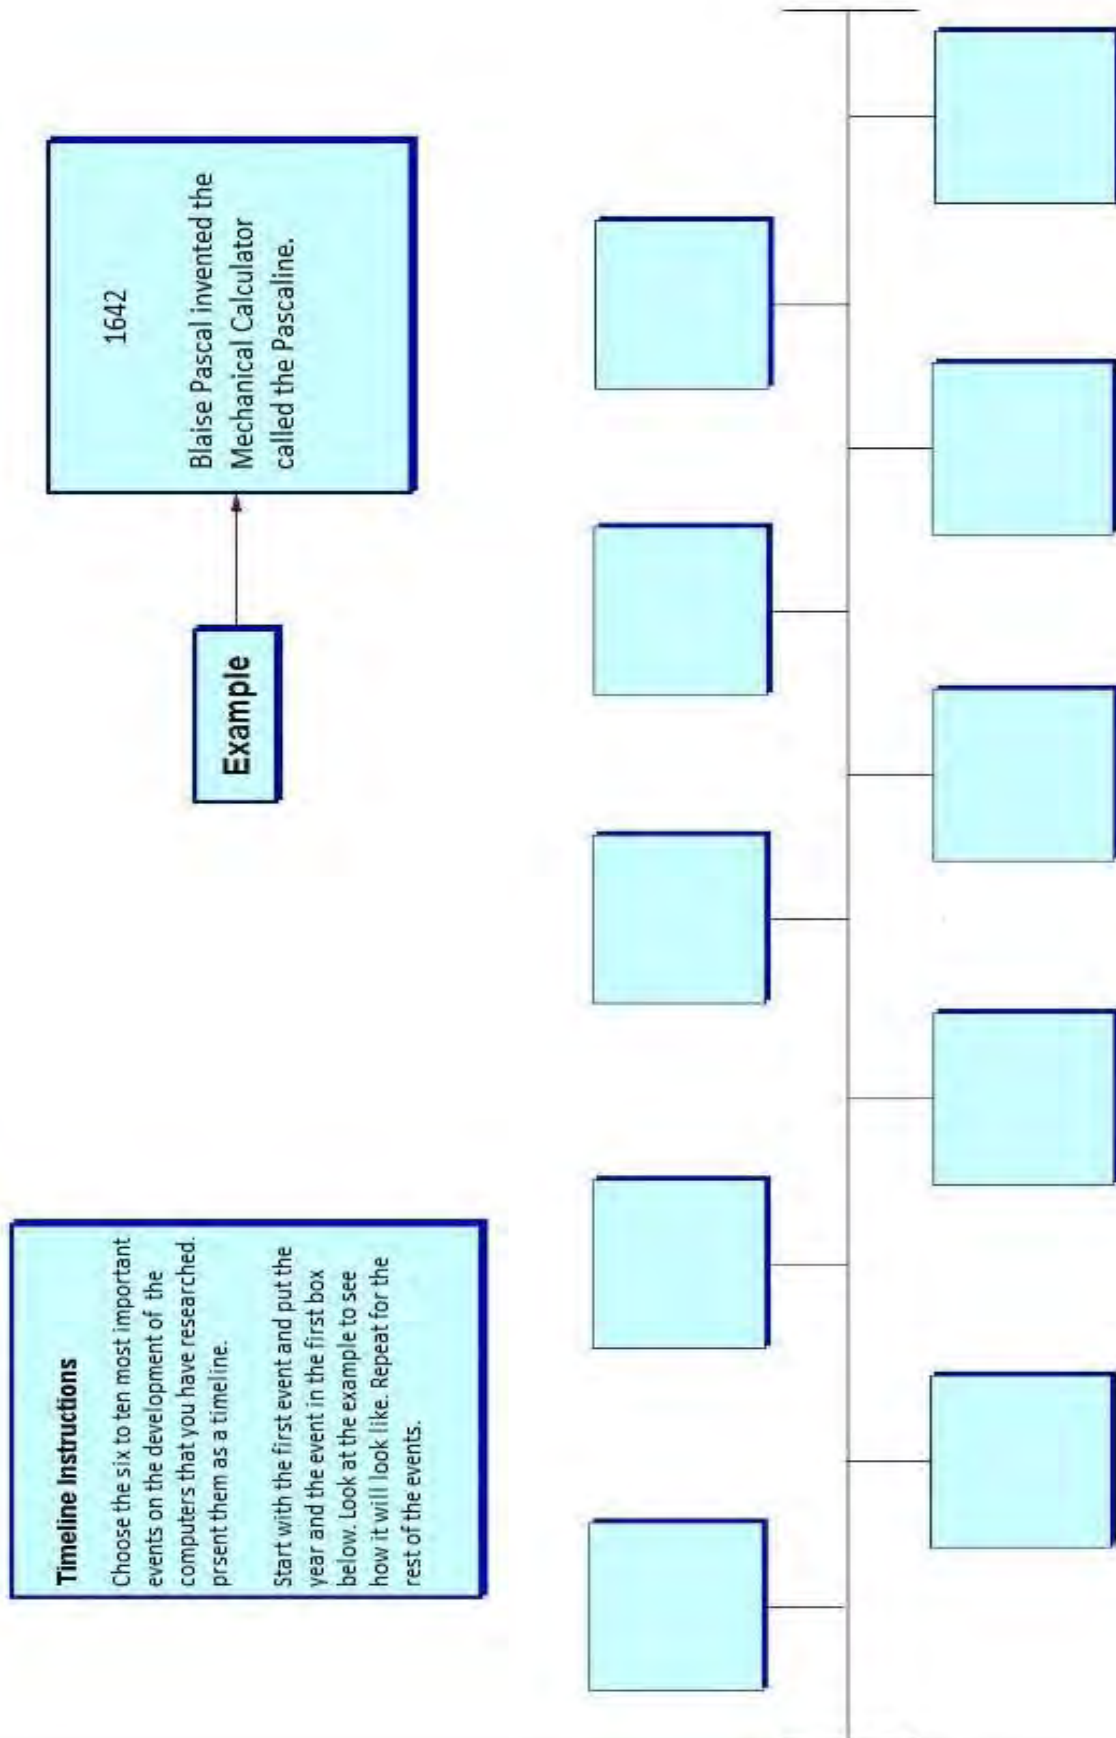 Timeline Instructions
Choose the six to ten most important
events on the development of the
computers that you have researched.
prsent them as a timeline.
Start with the first event and put the
year and the event in the first box
below. Look at the example to see
how it will look like. Repeat for the
rest of the events.
Example
1642
Blaise Pascal invented the
Mechanical Calculator
called the Pascaline.